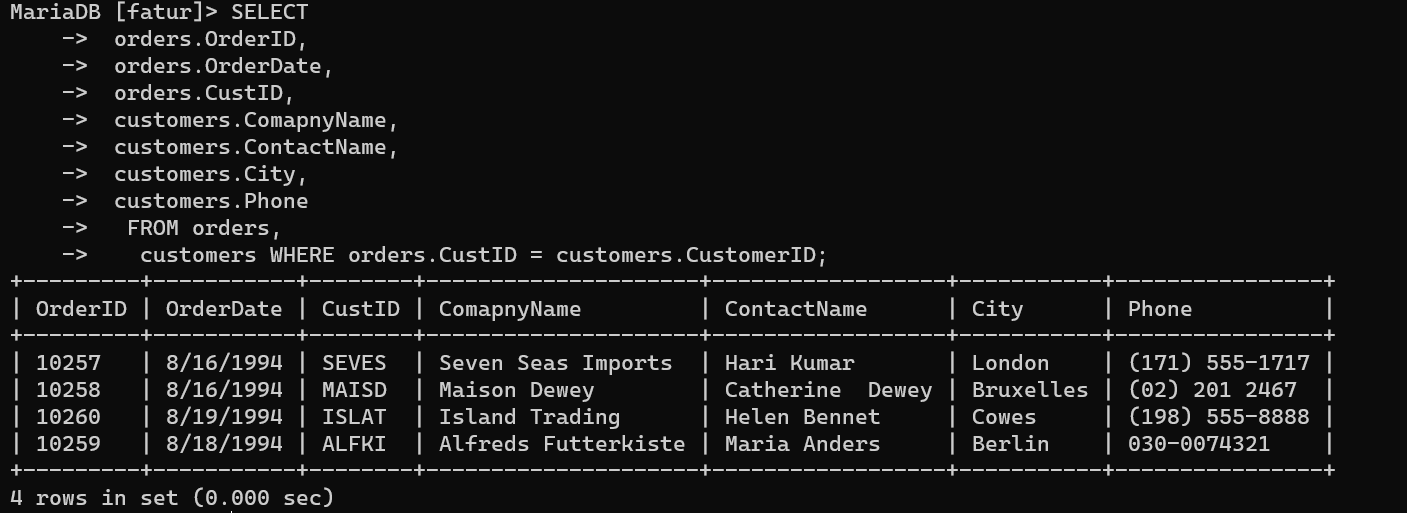 MariaDB [fatur]> SELECT
    ->  orders.OrderID,
    ->  orders.OrderDate,
    ->  orders.CustID,
    ->  customers.ComapnyName,
    ->  customers.ContactName,
    ->  customers.City,
    ->  customers.Phone
    ->   FROM orders,
    ->    customers WHERE orders.CustID = customers.CustomerID;
+---------+-----------+--------+--------------------+------------------+-----------+----------------+
| OrderID | OrderDate | CustID | ComapnyName        | ContactName      | City      | Phone          |
+---------+-----------+--------+--------------------+------------------+-----------+----------------+
| 10257   | 8/16/1994 | SEVES  | Seven Seas Imports | Hari Kumar       | London    | (171) 555-1717 |
| 10258   | 8/16/1994 | MAISD  | Maison Dewey       | Catherine  Dewey | Bruxelles | (02) 201 2467  |
| 10260   | 8/19/1994 | ISLAT  | Island Trading     | Helen Bennet     | Cowes     | (198) 555-8888 |
| 10259   | 8/18/1994 | ALFKI  | Alfreds Futterkiste | Maria Anders     | Berlin    | 030-0074321    |
+---------+-----------+--------+--------------------+------------------+-----------+----------------+
4 rows in set (0.000 sec)